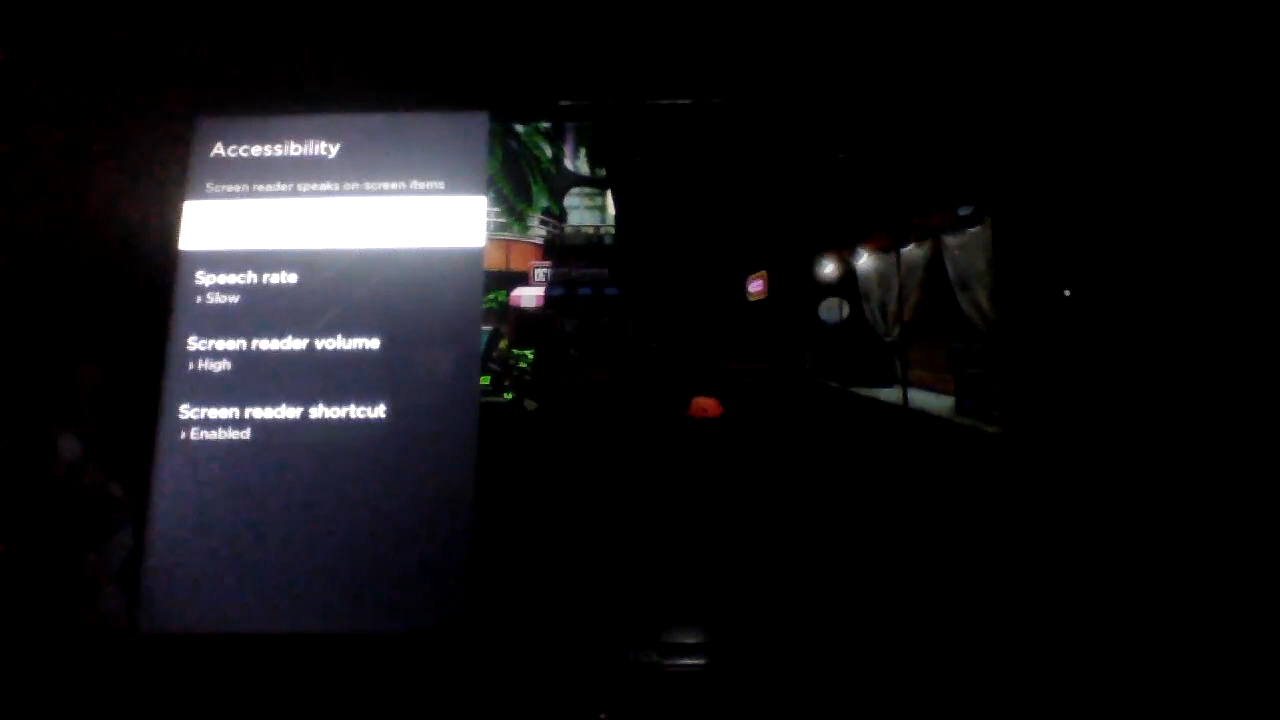 Accessibility
Screen reader speaks on-screen items
Speech rate
› Slow
Screen reader volume
› High
Screen reader shortcut
› Enabled